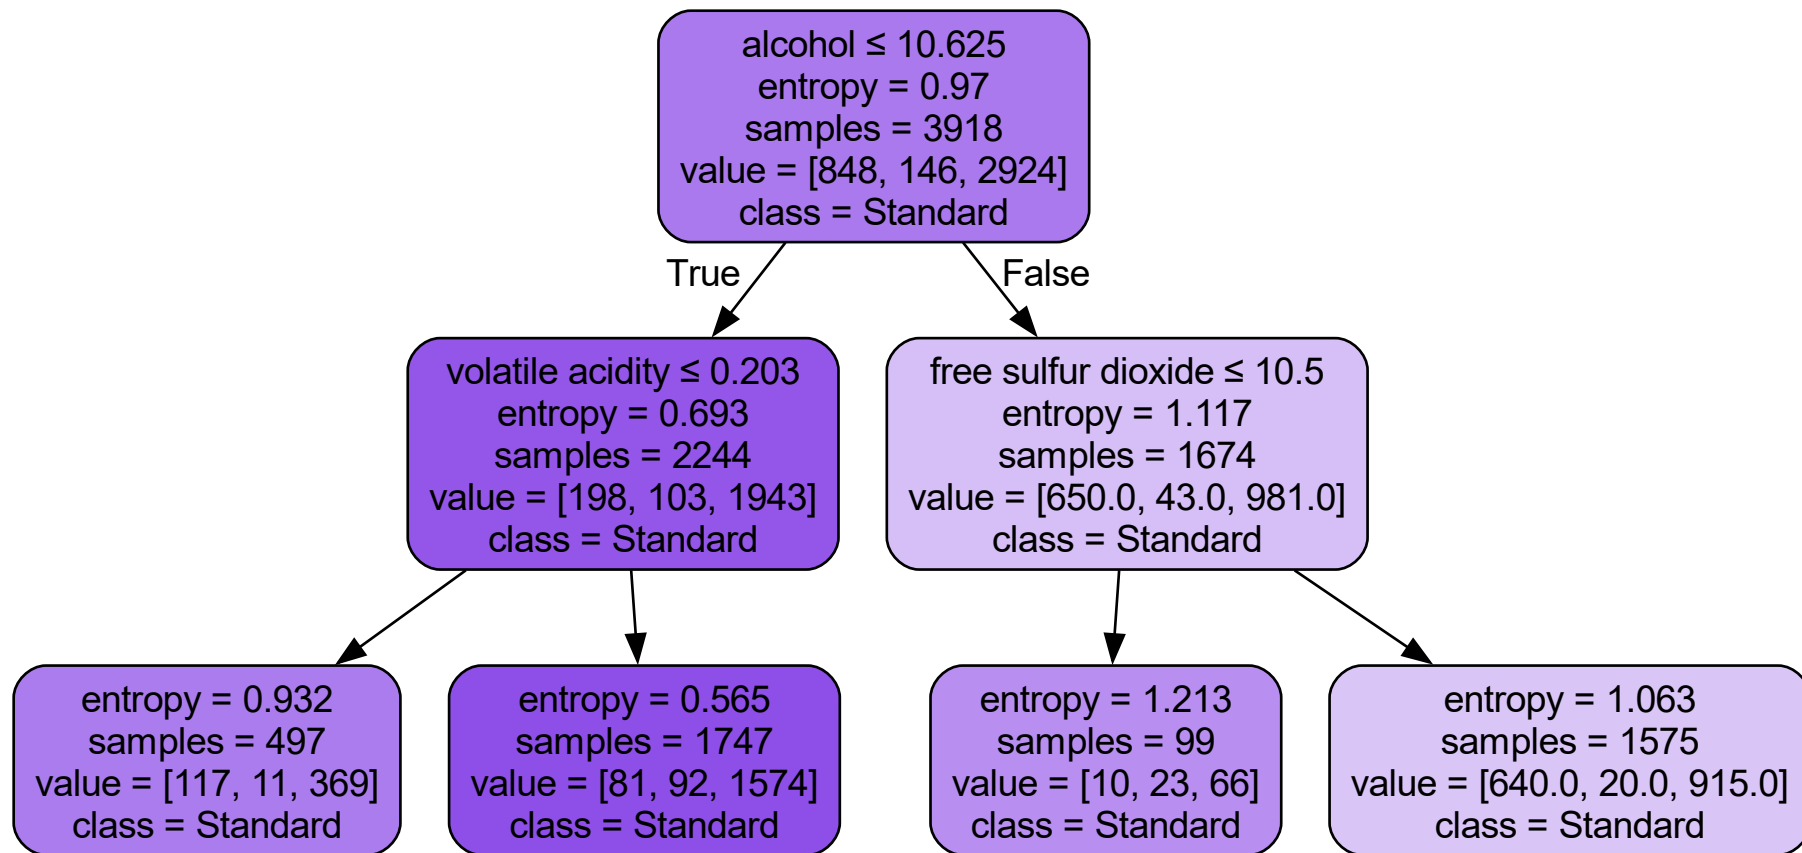 alcohol ≤ 10.625
entropy = 0.97
samples = 3918
value = [848, 146, 2924]
class = Standard
True
False
volatile acidity ≤ 0.203
entropy = 0.693
samples = 2244
value = [198, 103, 1943]
class = Standard
free sulfur dioxide ≤ 10.5
entropy = 1.117
samples = 1674
value = [650.0, 43.0, 981.0]
class = Standard
entropy = 0.932
samples = 497
value = [117, 11, 369]
class = Standard
entropy = 0.565
samples = 1747
value = [81, 92, 1574]
class = Standard
entropy = 1.213
samples = 99
value = [10, 23, 66]
class = Standard
entropy = 1.063
samples = 1575
value = [640.0, 20.0, 915.0]
class = Standard